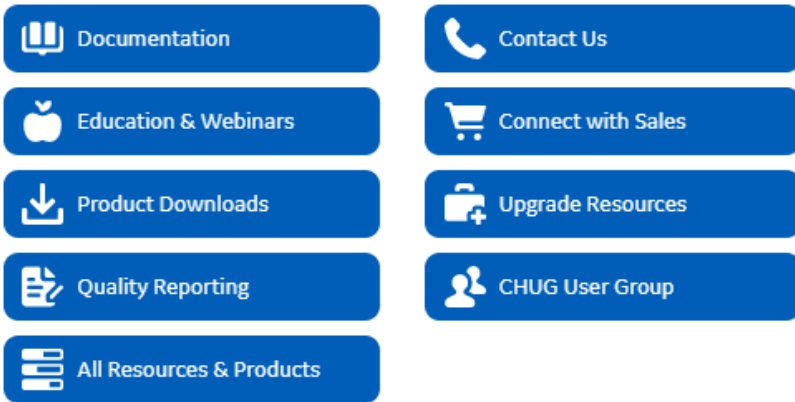 Documentation
Contact Us
Education & Webinars
Connect with Sales
Product Downloads
Upgrade Resources
Quality Reporting
CHUG User Group
All Resources & Products